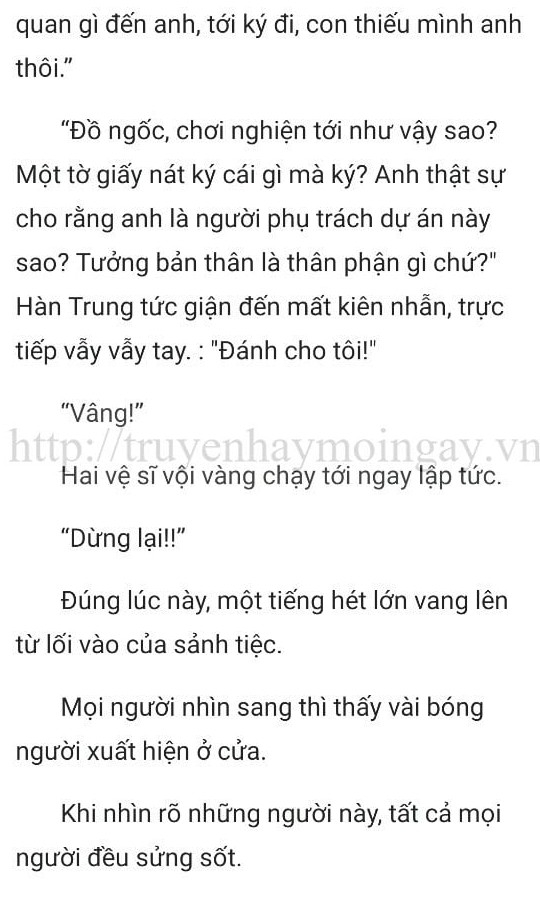 quan gì đến anh, tới ký đi, con thiếu mình anh
thôi.”
“Đồ ngốc, chơi nghiện tới như vậy sao?
Một tờ giấy nát ký cái gì mà ký? Anh thật sự
cho rằng anh là người phụ trách dự án này
sao? Tưởng bản thân là thân phận gì chứ?"
Hàn Trung tức giận đến mất kiên nhẫn, trực
tiếp vẫy vẫy tay. : "Đánh cho tôi!"
“Vâng!”
http://truyenhaymoingay.vn
Hai vệ sĩ vội vàng chạy tới ngay lập tức.
“Dừng lại!!”
Đúng lúc này, một tiếng hét lớn vang lên
từ lối vào của sảnh tiệc.
Mọi người nhìn sang thì thấy vài bóng
người xuất hiện ở cửa.
Khi nhìn rõ những người này, tất cả mọi
người đều sửng sốt.